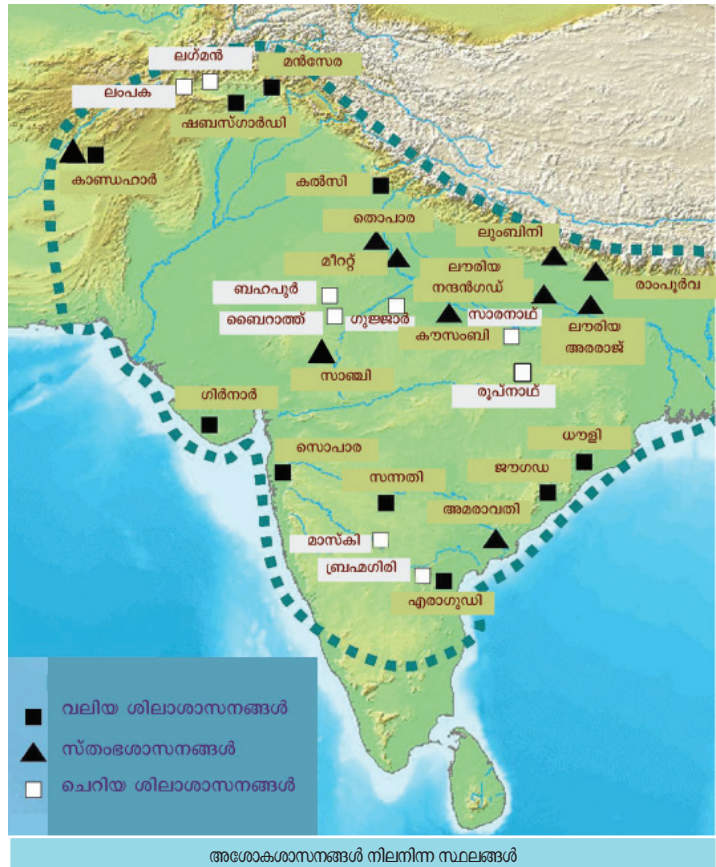 ലഗ്മൻ
മൻസേര
ലംപക
ഷബസ്ഗാർഡി
കാണ്ഡഹാർ
കൽസി
തൊപാര
ലുംബിനി
മീററ്റ്
ലൗരിയ
നന്ദൻഗഡ്
രാംപൂർവ
ബഹപുർ
ബൈറാത്ത്
ഗുജ്ജാർ
സാരനാഥ്
കൗസംബി
ലൗരിയ
അരരാജ്
സാഞ്ചി
രൂപ്നാഥ്
ഗിർനാർ
ധൗളി
സൊപാര
ജൗഗഡ
സന്നതി
അമരാവതി
മാസ്കി
ബ്രഹ്മഗിരി
എരാഗുഡി
വലിയ ശിലാശാസനങ്ങൾ
സ്തംഭശാസനങ്ങൾ
ചെറിയ ശിലാശാസനങ്ങൾ
അശോകശാസനങ്ങൾ നിലനിന്ന സ്ഥലങ്ങൾ